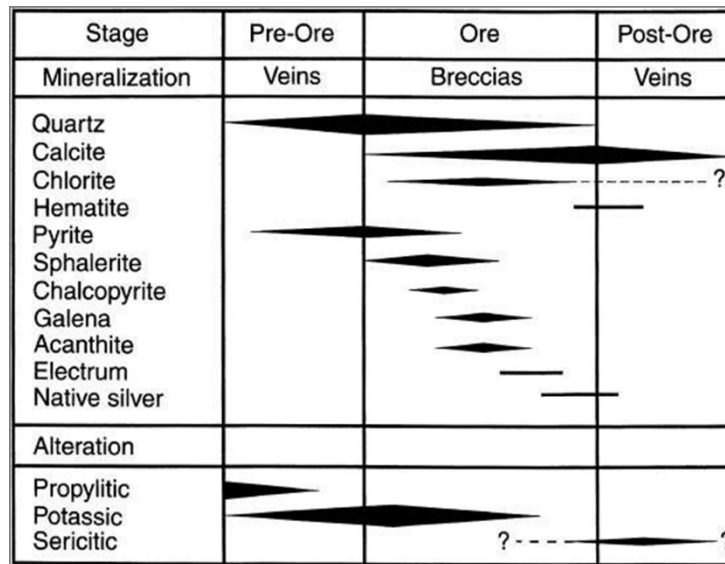 Stage Pre-Ore Ore Post-Ore
Mineralization Veins Breccias Veins
Quartz
Calcite
Chlorite ?
Hematite
Pyrite
Sphalerite
Chalcopyrite
Galena
Acanthite
Electrum
Native silver
Alteration
Propylitic
Potassic
Sericitic ? ?